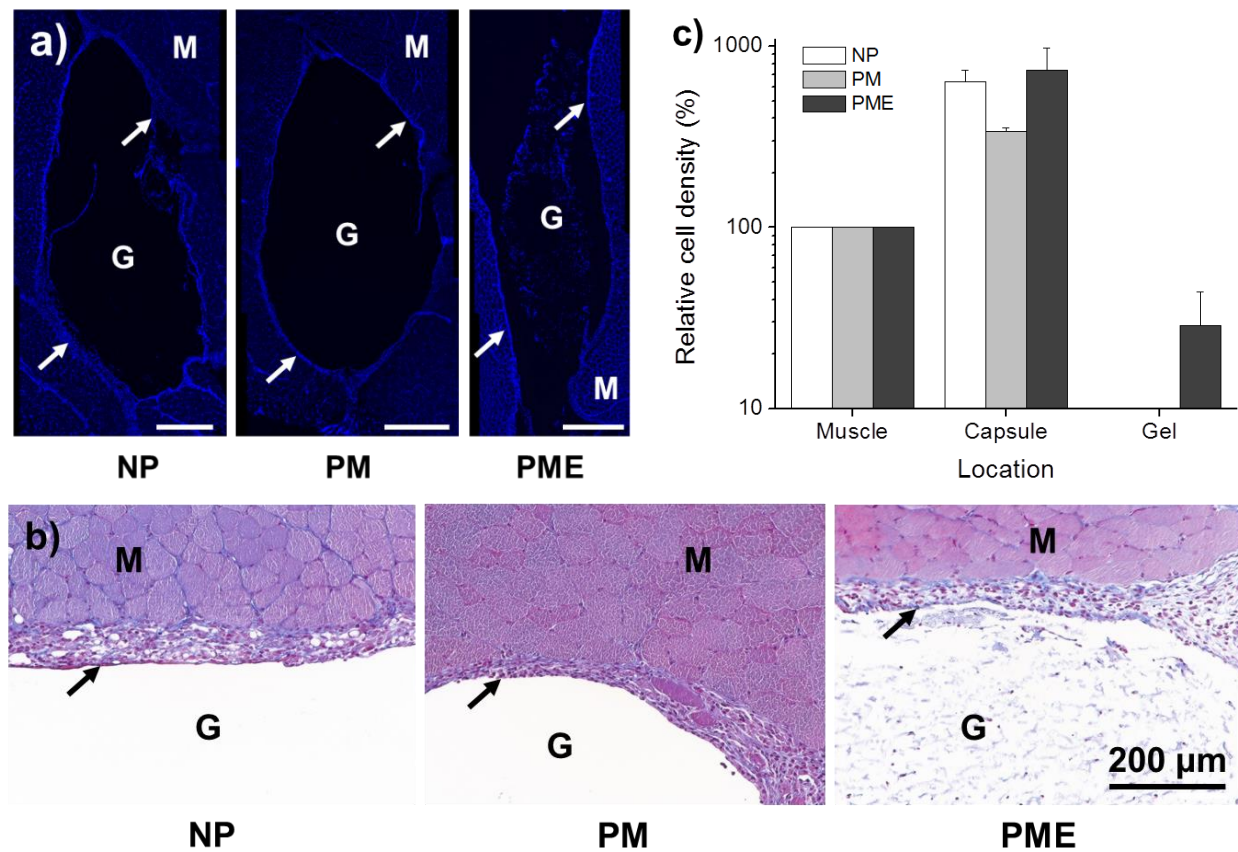 a)
M
G
NP
M
G
PM
G
M
PME
c)
Relative cell density (%)
1000
100
10
NP
PM
PME
Muscle
Capsule
Gel
Location
b)
M
G
NP
M
G
PM
M
G
200 µm
PME